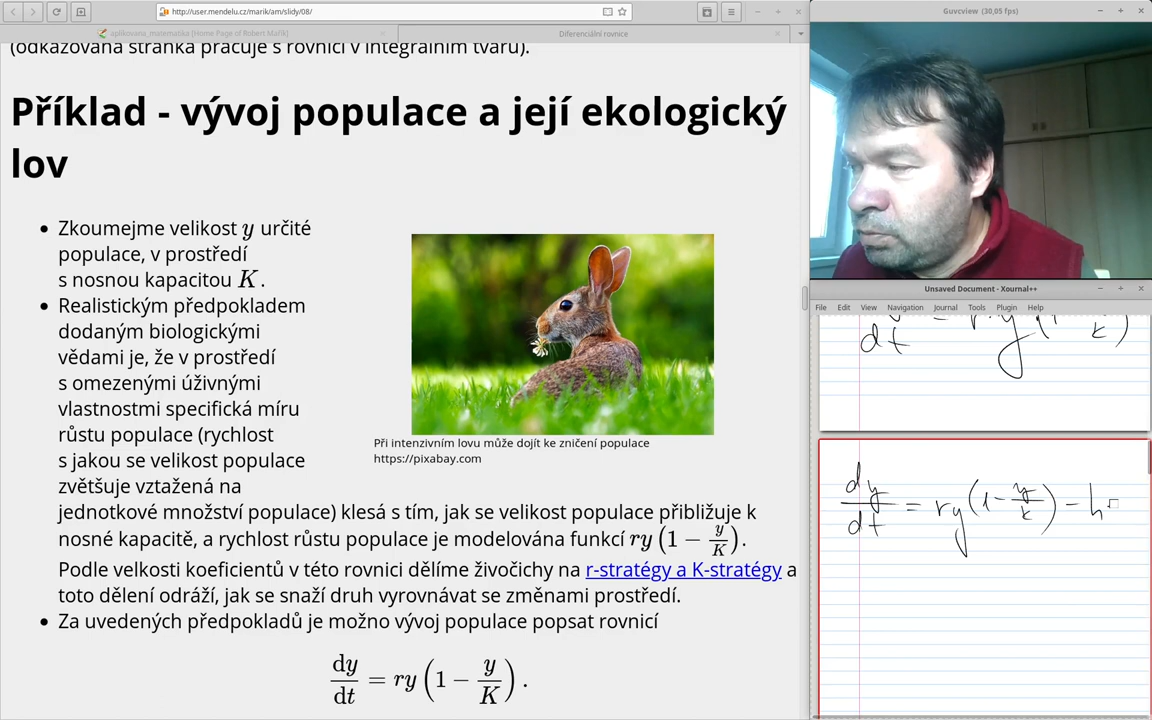 http://user.mendelu.cz/marik/am/slidy/08/
aplikovana_matematika [Home Page of Robert Mařík]
Diferenciální rovnice
(odkazovaná stránka pracuje s rovnicí v integrálním tvaru).
Příklad - vývoj populace a její ekologický
lov
• Zkoumejme velikost y určité
populace, v prostředí
s nosnou kapacitou K.
• Realistickým předpokladem
dodaným biologickými
vědami je, že v prostředí
s omezenými úživnými
vlastnostmi specifická míru
růstu populace (rychlost
s jakou se velikost populace
zvětšuje vztažená na
jednotkové množství populace) klesá s tím, jak se velikost populace přibližuje k
nosné kapacitě, a rychlost růstu populace je modelována funkcí ry(1 − y/K).
Podle velkosti koeficientů v této rovnici dělíme živočichy na r-stratégy a K-stratégy a
toto dělení odráží, jak se snaží druh vyrovnávat se změnami prostředí.
• Za uvedených předpokladů je možno vývoj populace popsat rovnicí
dy/dt = ry(1 − y/K).
Při intenzivním lovu může dojít ke zničení populace
https://pixabay.com
Guvcview (30,05 fps)
Unsaved Document - Xournal++
File Edit View Navigation Journal Tools Plugin Help
dy/dt = ry(1 − y/k) − h